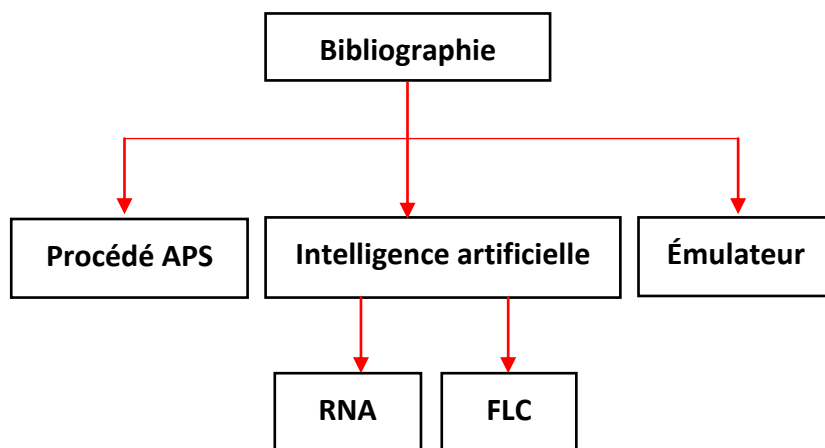 Bibliographie
Procédé APS
Intelligence artificielle
Émulateur
RNA
FLC